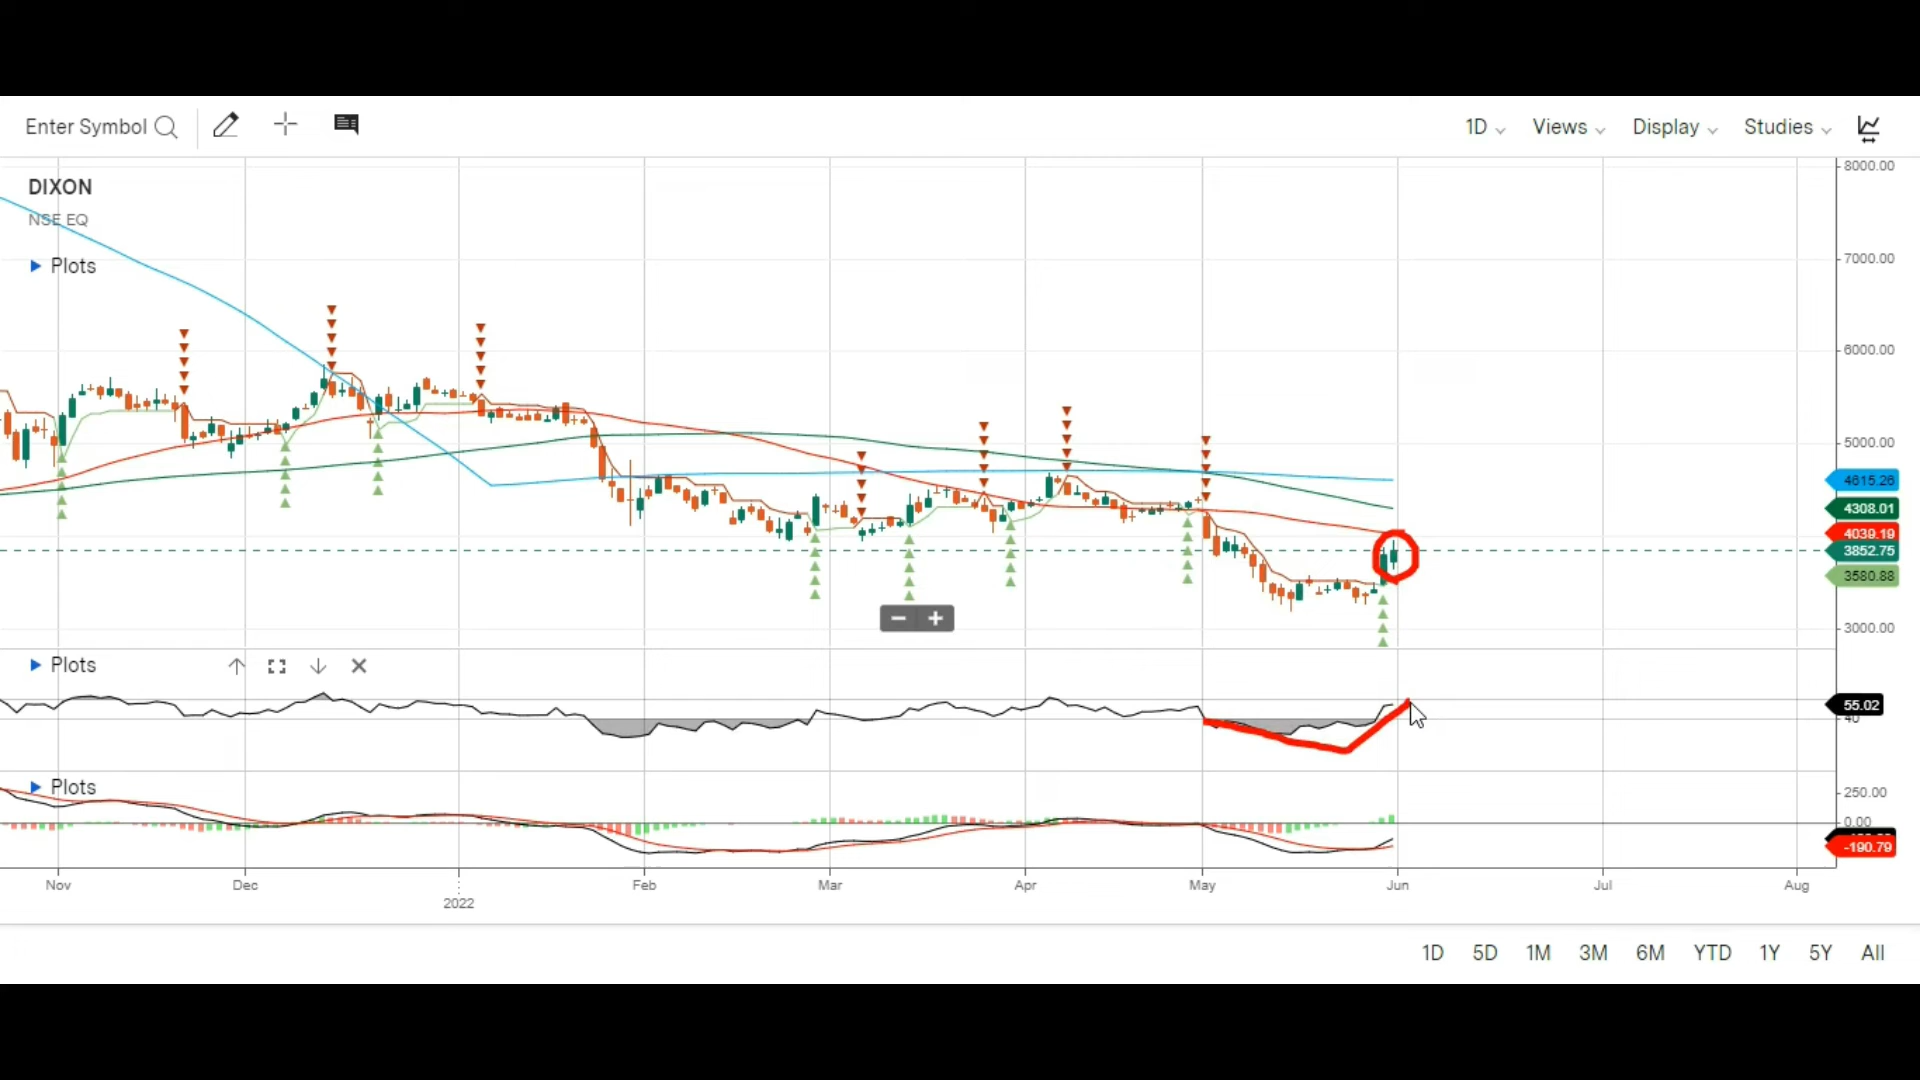 Enter Symbol
1D Views Display Studies
DIXON
NSE EQ
Plots
8000.00
7000.00
6000.00
5000.00
4615.26
4308.01
4039.19
3852.75
3580.88
3000.00
Plots
55.02
40
Plots
250.00
0.00
-190.79
Nov Dec Feb Mar Apr May Jun Jul Aug
2022
1D 5D 1M 3M 6M YTD 1Y 5Y All